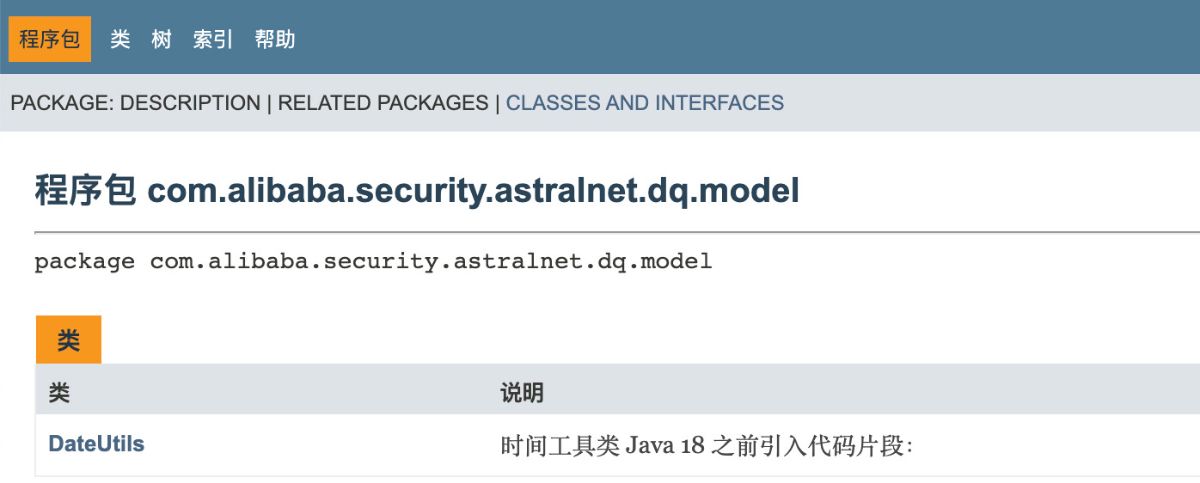 程序包 类 树 索引 帮助
PACKAGE: DESCRIPTION | RELATED PACKAGES | CLASSES AND INTERFACES
程序包 com.alibaba.security.astralnet.dq.model
package com.alibaba.security.astralnet.dq.model
类
类 说明
DateUtils 时间工具类 Java 18 之前引入代码片段：